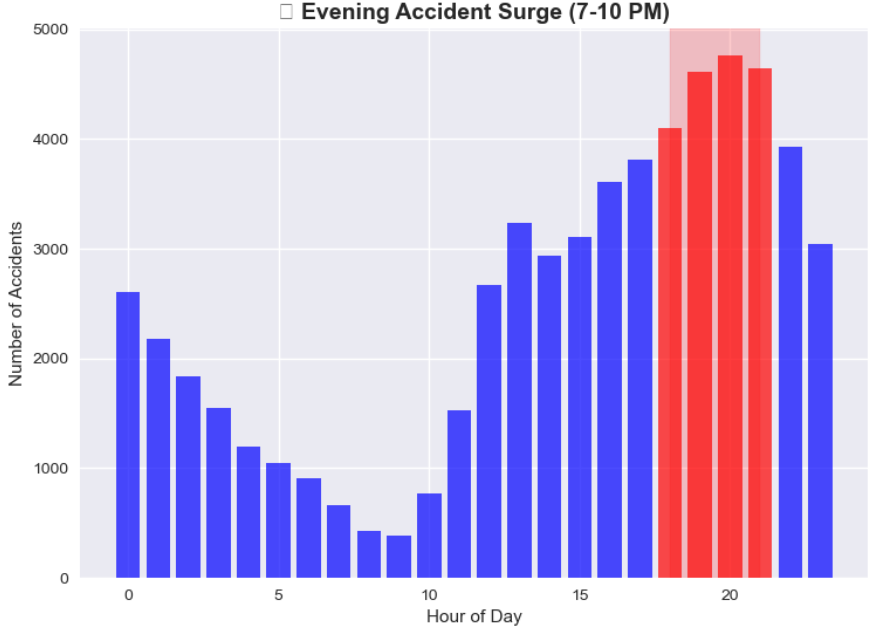 ▯ Evening Accident Surge (7-10 PM)
5000
4000
3000
2000
1000
0
Number of Accidents
0 5 10 15 20
Hour of Day